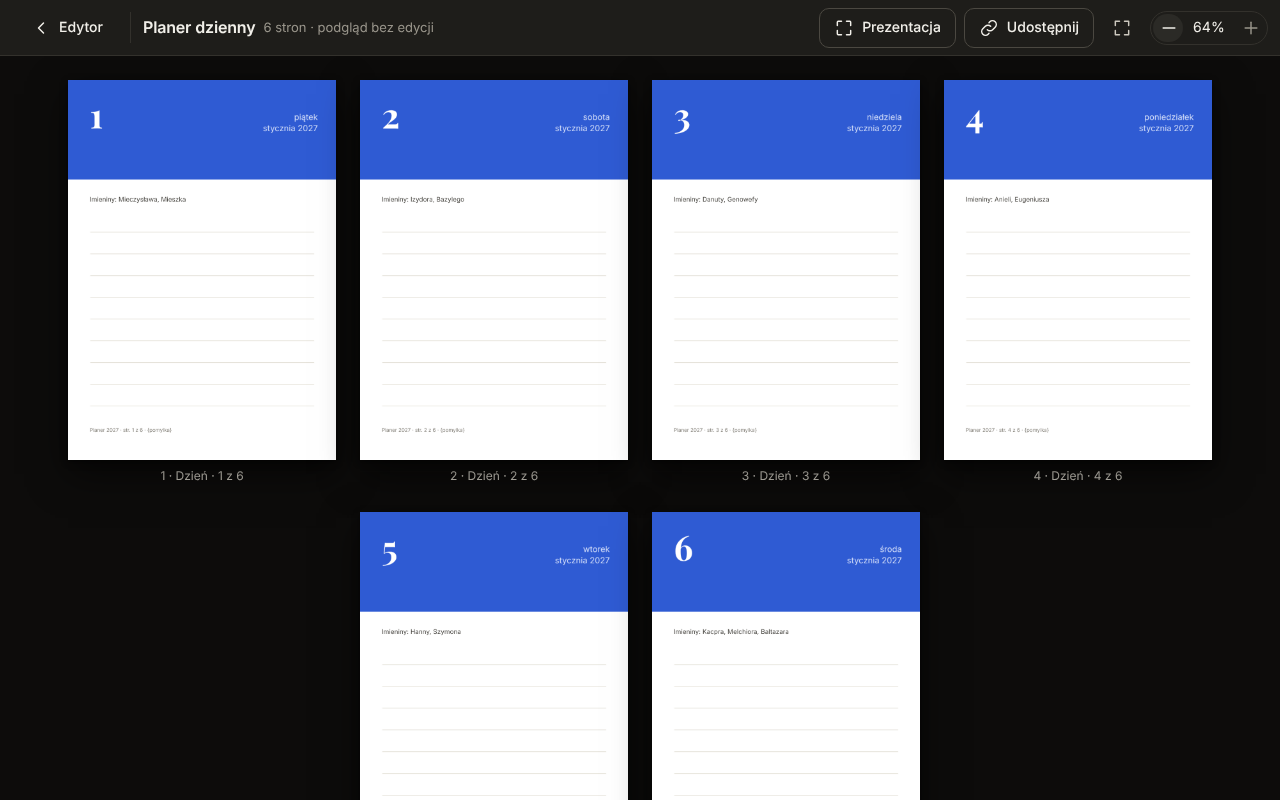 Edytor
Planer dzienny
6 stron · podgląd bez edycji
Prezentacja
Udostępnij
64%
1
piątek
stycznia 2027
Imieniny: Mieczysława, Mieszka
Planer 2027 · str. 1 z 6 · {pomylka}
1 · Dzień · 1 z 6
2
sobota
stycznia 2027
Imieniny: Izydora, Bazylego
Planer 2027 · str. 2 z 6 · {pomylka}
2 · Dzień · 2 z 6
3
niedziela
stycznia 2027
Imieniny: Danuty, Genowefy
Planer 2027 · str. 3 z 6 · {pomylka}
3 · Dzień · 3 z 6
4
poniedziałek
stycznia 2027
Imieniny: Anieli, Eugeniusza
Planer 2027 · str. 4 z 6 · {pomylka}
4 · Dzień · 4 z 6
5
wtorek
stycznia 2027
Imieniny: Hanny, Szymona
6
środa
stycznia 2027
Imieniny: Kacpra, Melchiora, Baltazara